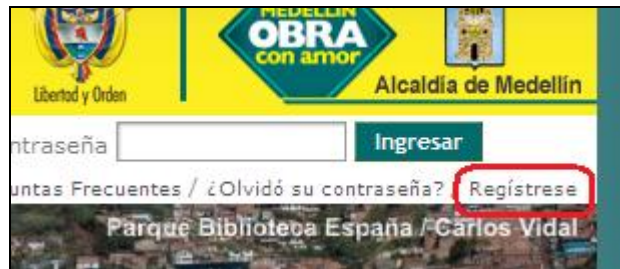 MEDELLIN
OBRA
con amor
Libertad y Orden
Alcaldía de Medellín
ntraseña
Ingresar
untas Frecuentes / ¿Olvidó su contraseña? / Regístrese
Parque Biblioteca España / Carlos Vidal